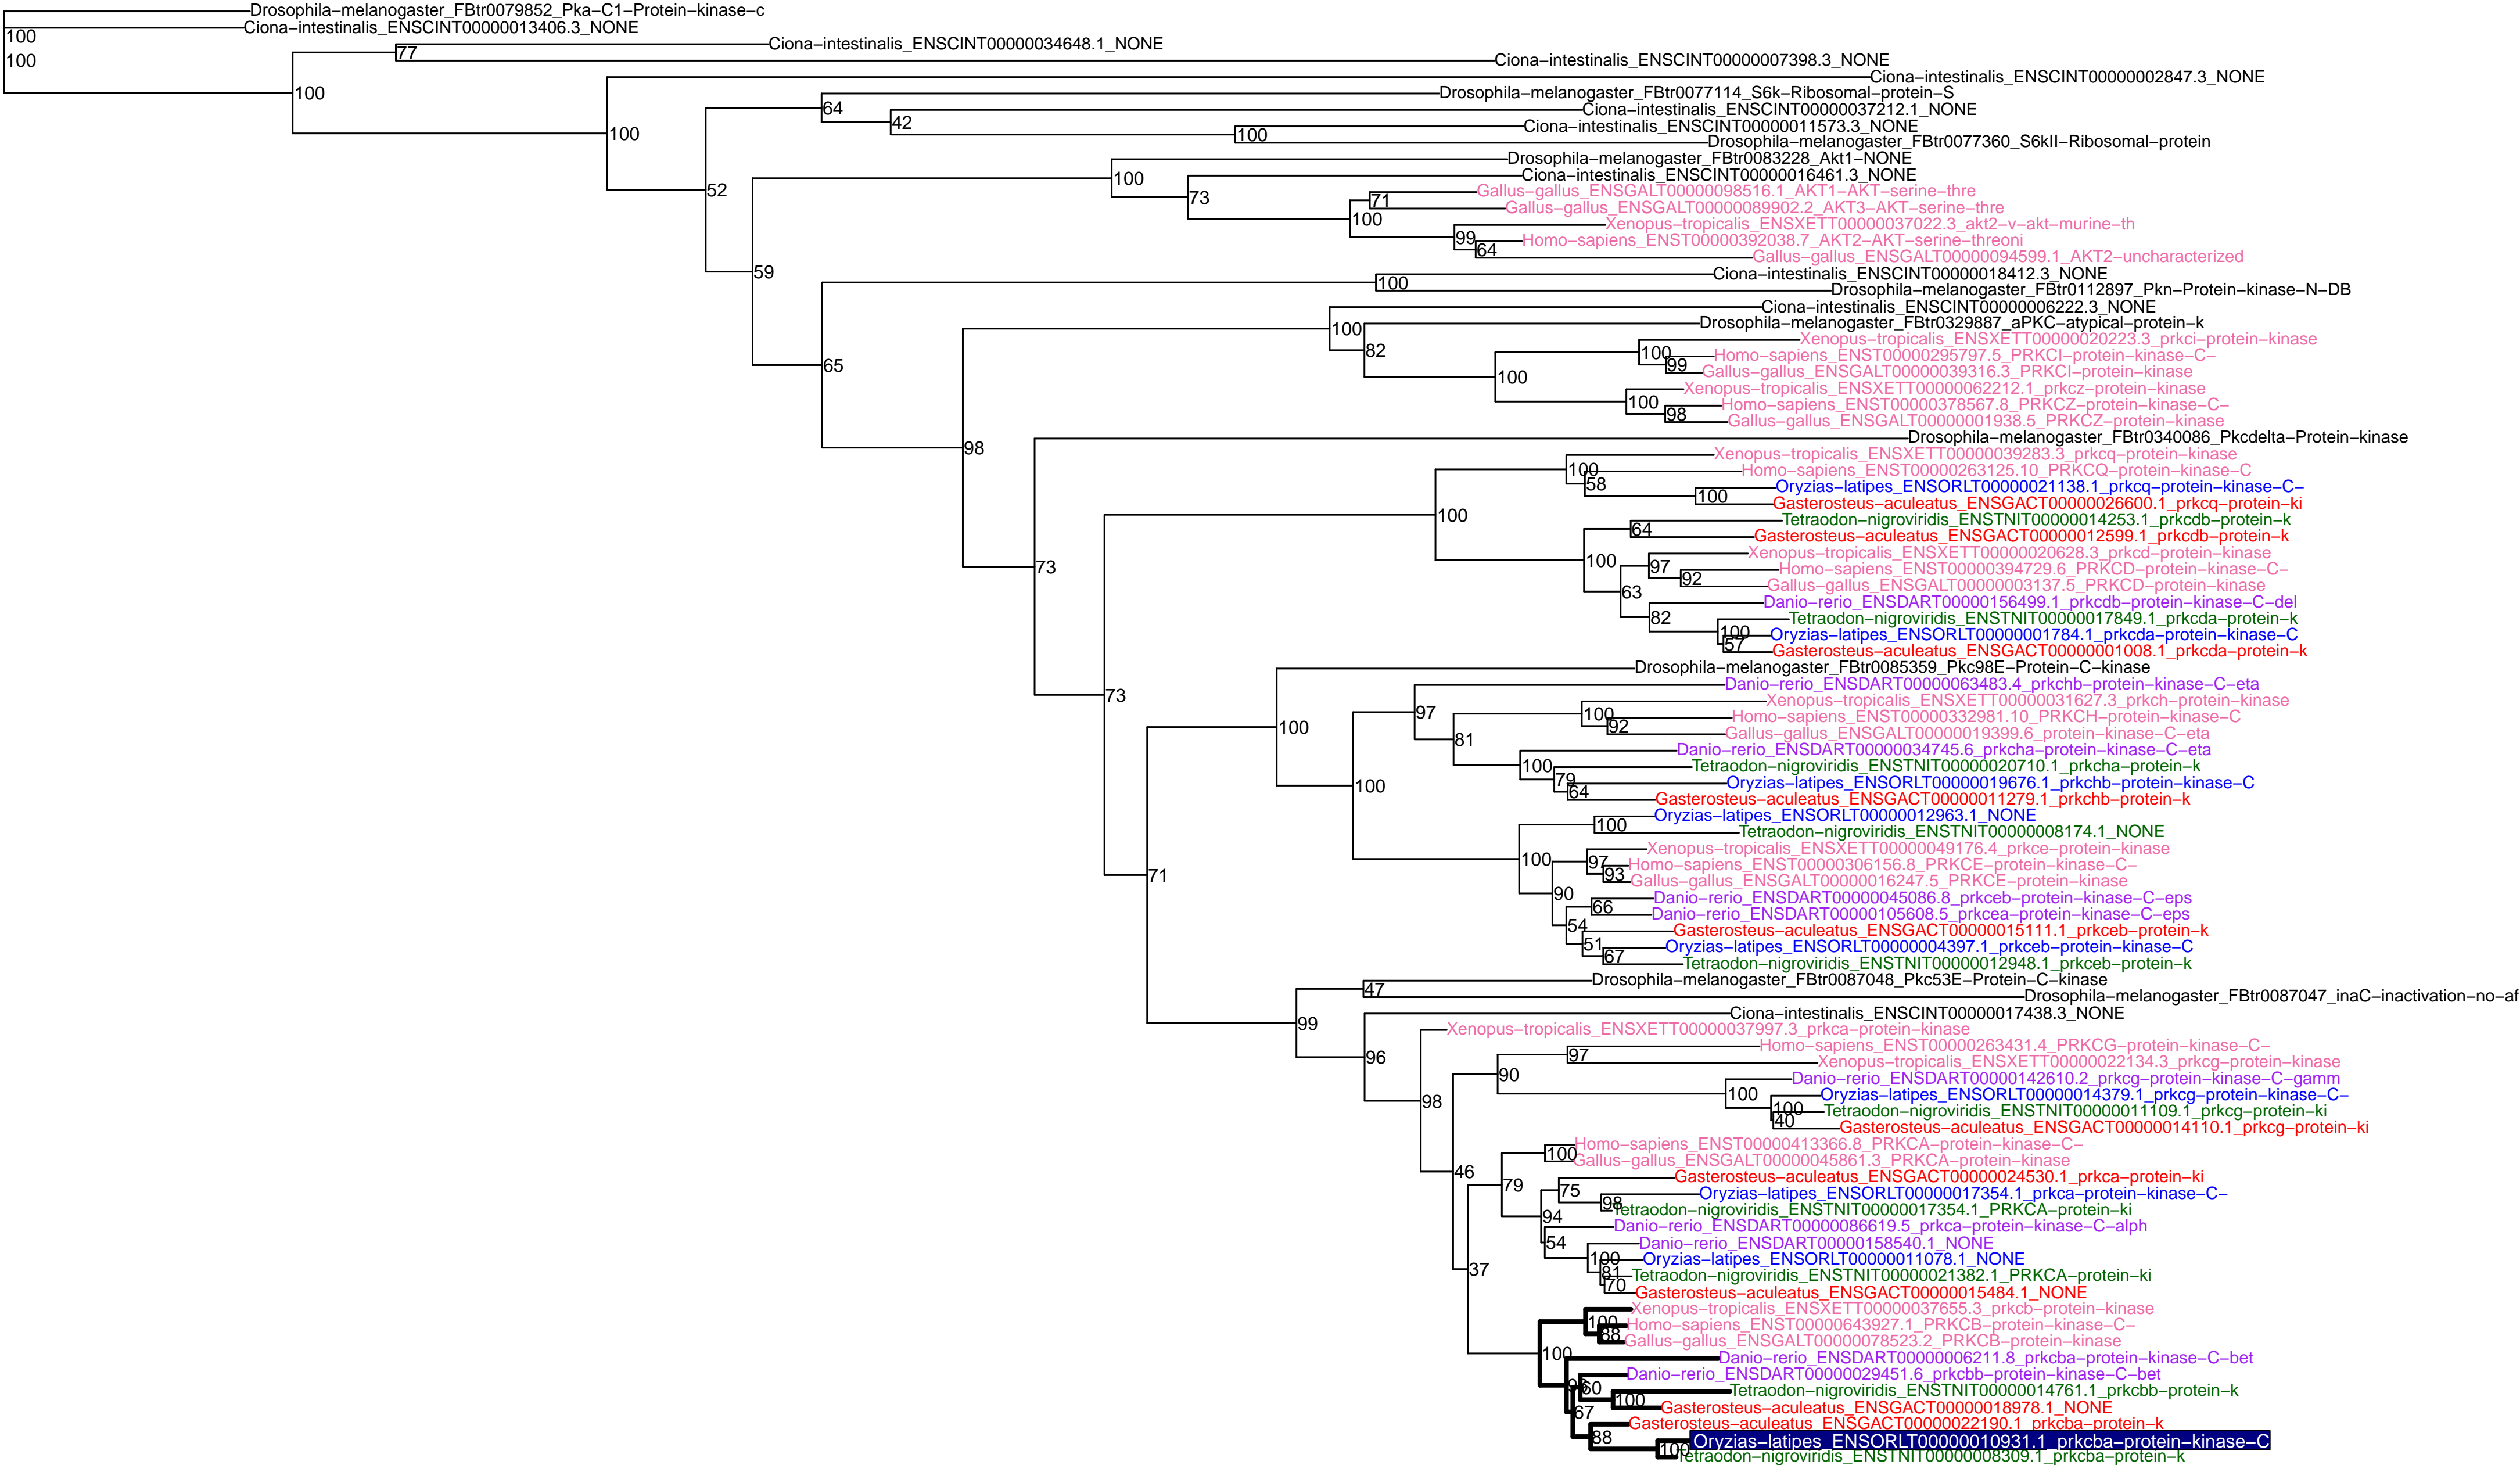 Drosophila−melanogaster_FBtr0079852_Pka−C1−Protein−kinase−c
Ciona−intestinalis_ENSCINT00000013406.3_NONE
100
Ciona−intestinalis_ENSCINT00000034648.1_NONE
77
Ciona−intestinalis_ENSCINT00000007398.3_NONE
100
Ciona−intestinalis_ENSCINT00000002847.3_NONE
100
Drosophila−melanogaster_FBtr0077114_S6k−Ribosomal−protein−S
64
Ciona−intestinalis_ENSCINT00000037212.1_NONE
42
Ciona−intestinalis_ENSCINT00000011573.3_NONE
100
100
Drosophila−melanogaster_FBtr0077360_S6kII−Ribosomal−protein
Drosophila−melanogaster_FBtr0083228_Akt1−NONE
100
Ciona−intestinalis_ENSCINT00000016461.3_NONE
52
Gallus−gallus_ENSGALT00000098516.1_AKT1−AKT−serine−thre
73
71
Gallus−gallus_ENSGALT00000089902.2_AKT3−AKT−serine−thre
100
Xenopus−tropicalis_ENSXETT00000037022.3_akt2−v−akt−murine−th
99
Homo−sapiens_ENST00000392038.7_AKT2−AKT−serine−threoni
64
Gallus−gallus_ENSGALT00000094599.1_AKT2−uncharacterized
59
Ciona−intestinalis_ENSCINT00000018412.3_NONE
100
Drosophila−melanogaster_FBtr0112897_Pkn−Protein−kinase−N−DB
Ciona−intestinalis_ENSCINT00000006222.3_NONE
100
Drosophila−melanogaster_FBtr0329887_aPKC−atypical−protein−k
Xenopus−tropicalis_ENSXETT00000020223.3_prkci−protein−kinase
82
100
Homo−sapiens_ENST00000295797.5_PRKCI−protein−kinase−C−
65
99
Gallus−gallus_ENSGALT00000039316.3_PRKCI−protein−kinase
100
Xenopus−tropicalis_ENSXETT00000062212.1_prkcz−protein−kinase
100
Homo−sapiens_ENST00000378567.8_PRKCZ−protein−kinase−C−
98
Gallus−gallus_ENSGALT00000001938.5_PRKCZ−protein−kinase
Drosophila−melanogaster_FBtr0340086_Pkcdelta−Protein−kinase
98
Xenopus−tropicalis_ENSXETT00000039283.3_prkcq−protein−kinase
100
Homo−sapiens_ENST00000263125.10_PRKCQ−protein−kinase−C
58
Oryzias−latipes_ENSORLT00000021138.1_prkcq−protein−kinase−C−
100
Gasterosteus−aculeatus_ENSGACT00000026600.1_prkcq−protein−ki
100
Tetraodon−nigroviridis_ENSTNIT00000014253.1_prkcdb−protein−k
64
Gasterosteus−aculeatus_ENSGACT00000012599.1_prkcdb−protein−k
Xenopus−tropicalis_ENSXETT00000020628.3_prkcd−protein−kinase
100
73
97
Homo−sapiens_ENST00000394729.6_PRKCD−protein−kinase−C−
92
Gallus−gallus_ENSGALT00000003137.5_PRKCD−protein−kinase
63
Danio−rerio_ENSDART00000156499.1_prkcdb−protein−kinase−C−del
82
Tetraodon−nigroviridis_ENSTNIT00000017849.1_prkcda−protein−k
100
Oryzias−latipes_ENSORLT00000001784.1_prkcda−protein−kinase−C
57
Gasterosteus−aculeatus_ENSGACT00000001008.1_prkcda−protein−k
Drosophila−melanogaster_FBtr0085359_Pkc98E−Protein−C−kinase
Danio−rerio_ENSDART00000063483.4_prkchb−protein−kinase−C−eta
73
Xenopus−tropicalis_ENSXETT00000031627.3_prkch−protein−kinase
97
100
Homo−sapiens_ENST00000332981.10_PRKCH−protein−kinase−C
92
100
Gallus−gallus_ENSGALT00000019399.6_protein−kinase−C−eta
81
Danio−rerio_ENSDART00000034745.6_prkcha−protein−kinase−C−eta
100
Tetraodon−nigroviridis_ENSTNIT00000020710.1_prkcha−protein−k
79
Oryzias−latipes_ENSORLT00000019676.1_prkchb−protein−kinase−C
100
64
Gasterosteus−aculeatus_ENSGACT00000011279.1_prkchb−protein−k
Oryzias−latipes_ENSORLT00000012963.1_NONE
100
Tetraodon−nigroviridis_ENSTNIT00000008174.1_NONE
Xenopus−tropicalis_ENSXETT00000049176.4_prkce−protein−kinase
100
97
Homo−sapiens_ENST00000306156.8_PRKCE−protein−kinase−C−
71
93
Gallus−gallus_ENSGALT00000016247.5_PRKCE−protein−kinase
90
Danio−rerio_ENSDART00000045086.8_prkceb−protein−kinase−C−eps
66
Danio−rerio_ENSDART00000105608.5_prkcea−protein−kinase−C−eps
54
Gasterosteus−aculeatus_ENSGACT00000015111.1_prkceb−protein−k
51
Oryzias−latipes_ENSORLT00000004397.1_prkceb−protein−kinase−C
67
Tetraodon−nigroviridis_ENSTNIT00000012948.1_prkceb−protein−k
Drosophila−melanogaster_FBtr0087048_Pkc53E−Protein−C−kinase
47
Drosophila−melanogaster_FBtr0087047_inaC−inactivation−no−af
Ciona−intestinalis_ENSCINT00000017438.3_NONE
99
Xenopus−tropicalis_ENSXETT00000037997.3_prkca−protein−kinase
Homo−sapiens_ENST00000263431.4_PRKCG−protein−kinase−C−
96
97
Xenopus−tropicalis_ENSXETT00000022134.3_prkcg−protein−kinase
90
Danio−rerio_ENSDART00000142610.2_prkcg−protein−kinase−C−gamm
100
Oryzias−latipes_ENSORLT00000014379.1_prkcg−protein−kinase−C−
98
100
Tetraodon−nigroviridis_ENSTNIT00000011109.1_prkcg−protein−ki
40
Gasterosteus−aculeatus_ENSGACT00000014110.1_prkcg−protein−ki
Homo−sapiens_ENST00000413366.8_PRKCA−protein−kinase−C−
100
Gallus−gallus_ENSGALT00000045861.3_PRKCA−protein−kinase
46
Gasterosteus−aculeatus_ENSGACT00000024530.1_prkca−protein−ki
79
75
Oryzias−latipes_ENSORLT00000017354.1_prkca−protein−kinase−C−
98
Tetraodon−nigroviridis_ENSTNIT00000017354.1_PRKCA−protein−ki
94
Danio−rerio_ENSDART00000086619.5_prkca−protein−kinase−C−alph
54
Danio−rerio_ENSDART00000158540.1_NONE
100
Oryzias−latipes_ENSORLT00000011078.1_NONE
37
81
Tetraodon−nigroviridis_ENSTNIT00000021382.1_PRKCA−protein−ki
70
Gasterosteus−aculeatus_ENSGACT00000015484.1_NONE
Xenopus−tropicalis_ENSXETT00000037655.3_prkcb−protein−kinase
100
Homo−sapiens_ENST00000643927.1_PRKCB−protein−kinase−C−
88
Gallus−gallus_ENSGALT00000078523.2_PRKCB−protein−kinase
100
Danio−rerio_ENSDART00000006211.8_prkcba−protein−kinase−C−bet
Danio−rerio_ENSDART00000029451.6_prkcbb−protein−kinase−C−bet
60
Tetraodon−nigroviridis_ENSTNIT00000014761.1_prkcbb−protein−k
100
Gasterosteus−aculeatus_ENSGACT00000018978.1_NONE
67
Gasterosteus−aculeatus_ENSGACT00000022190.1_prkcba−protein−k
88
Oryzias−latipes_ENSORLT00000010931.1_prkcba−protein−kinase−C
100
Tetraodon−nigroviridis_ENSTNIT00000008309.1_prkcba−protein−k